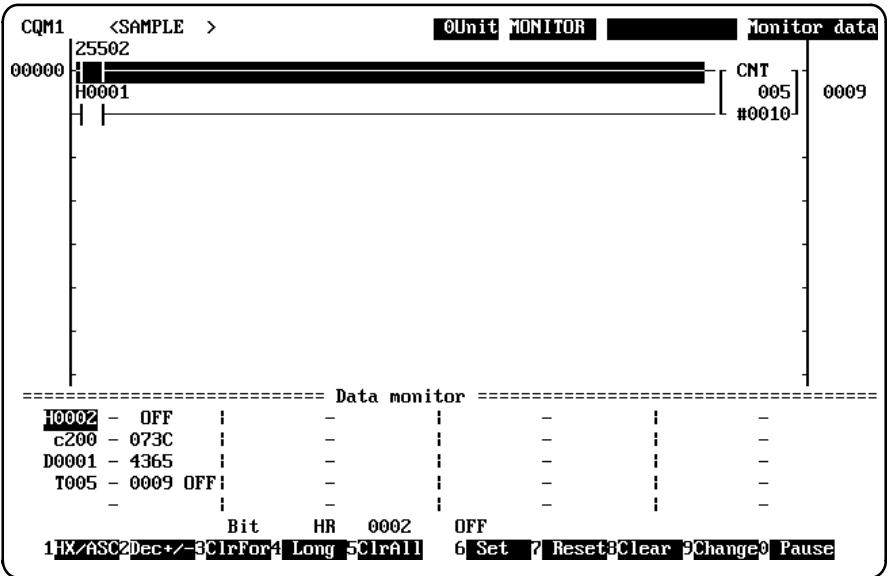 CQM1 <SAMPLE > 0Unit MONITOR Monitor data
25502
00000 CNT
H0001 005 0009
#0010
============================ Data monitor =====================================
H0002 - OFF ¦ - ¦ - ¦ -
c200 - 073C ¦ - ¦ - ¦ -
D0001 - 4365 ¦ - ¦ - ¦ -
T005 - 0009 OFF¦ - ¦ - ¦ -
- ¦ - ¦ - ¦ -
Bit HR 0002 OFF
1HX/ASC2Dec+/-3ClrFor4 Long 5ClrAll 6 Set 7 Reset8Clear 9Change0 Pause